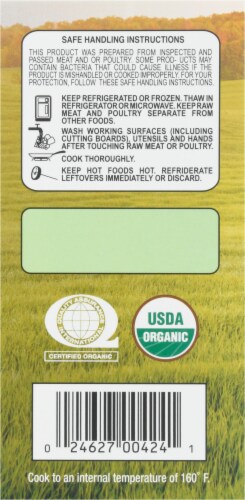 SAFE HANDLING INSTRUCTIONS
THIS PRODUCT WAS PREPARED FROM INSPECTED AND
PASSED MEAT AND OR POULTRY. SOME PROD- UCTS MAY
CONTAIN BACTERIA THAT COULD CAUSE ILLNESS IF THE
PRODUCT IS MISHANDLED OR COOKED IMPROPERLY. FOR YOUR
PROTECTION, FOLLOW THESE SAFE HANDLING INSTRUCTIONS.
KEEP REFRIGERATED OR FROZEN. THAW IN
REFRIGERATOR OR MICROWAVE. KEEP RAW
MEAT AND POULTRY SEPARATE FROM
OTHER FOODS.
WASH WORKING SURFACES (INCLUDING
CUTTING BOARDS), UTENSILS AND HANDS
AFTER TOUCHING RAW MEAT OR POULTRY.
COOK THOROUGHLY.
KEEP HOT FOODS HOT. REFRIDERATE
LEFTOVERS IMMEDIATELY OR DISCARD.
QUALITY ASSURANCE
INTERNATIONAL
CERTIFIED ORGANIC
USDA
ORGANIC
0 24627 00424 1
Cook to an internal temperature of 160° F.